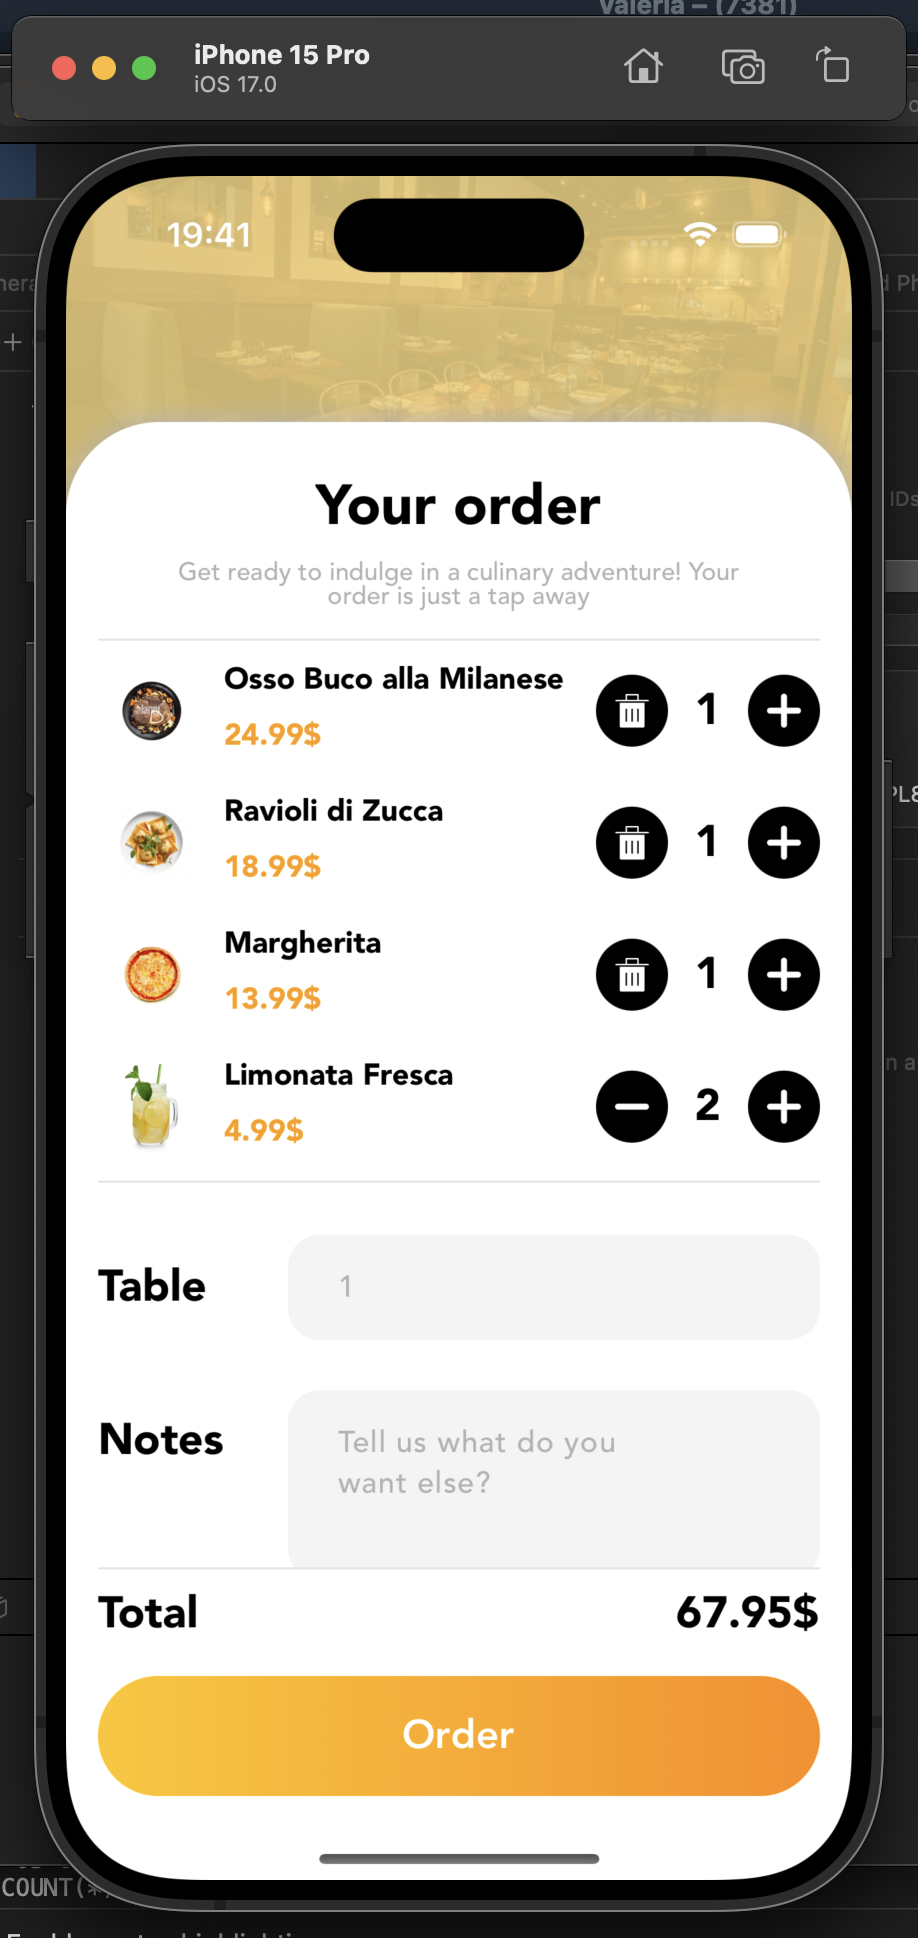 Valeria – (7381)
iPhone 15 Pro
iOS 17.0
19:41
Your order
Get ready to indulge in a culinary adventure! Your
order is just a tap away
Osso Buco alla Milanese
24.99$
1
Ravioli di Zucca
18.99$
1
Margherita
13.99$
1
Limonata Fresca
4.99$
2
Table
1
Notes
Tell us what do you
want else?
Total
67.95$
Order
IDs
COUNT(*)